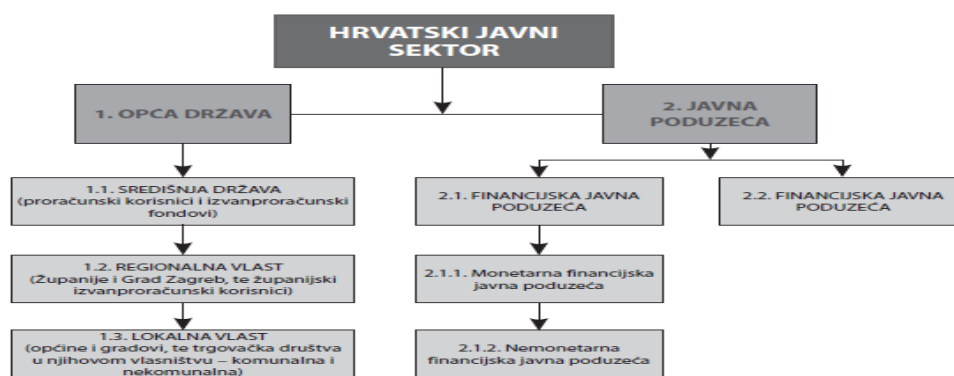 HRVATSKI JAVNI
SEKTOR
1. OPĆA DRŽAVA
2. JAVNA
PODUZEĆA
1.1. SREDIŠNJA DRŽAVA
(proračunski korisnici i izvanproračunski
fondovi)
2.1. FINANCIJSKA JAVNA
PODUZEĆA
2.2. FINANCIJSKA JAVNA
PODUZEĆA
1.2. REGIONALNA VLAST
(Županije i Grad Zagreb, te županijski
izvanproračunski korisnici)
2.1.1. Monetarna financijska
javna poduzeća
1.3. LOKALNA VLAST
(općine i gradovi, te trgovačka društva
u njihovom vlasništvu – komunalna i
nekomunalna)
2.1.2. Nemonetarna
financijska javna poduzeća